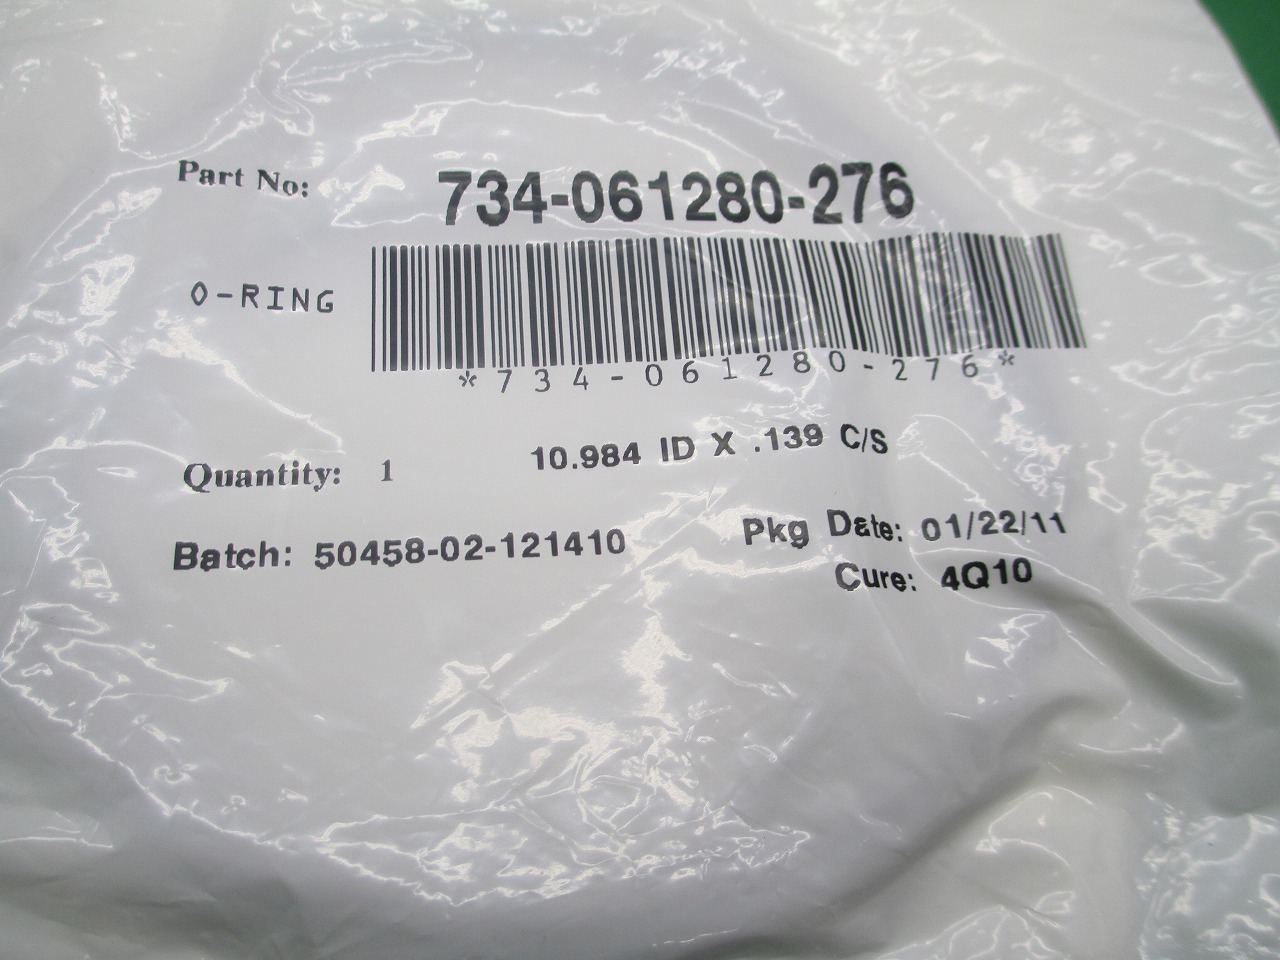 Part No: 734-061280-276
O-RING
*734-061280-276*
Quantity: 1 10.984 ID X .139 C/S
Batch: 50458-02-121410 Pkg Date: 01/22/11
Cure: 4Q10